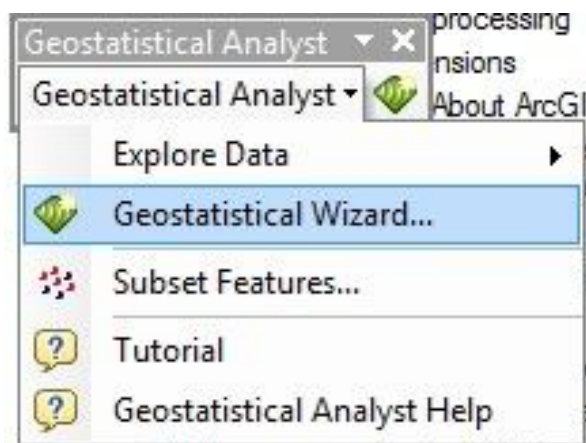 processing
Geostatistical Analyst
nsions
Geostatistical Analyst
About ArcGI
Explore Data
Geostatistical Wizard...
Subset Features...
Tutorial
Geostatistical Analyst Help